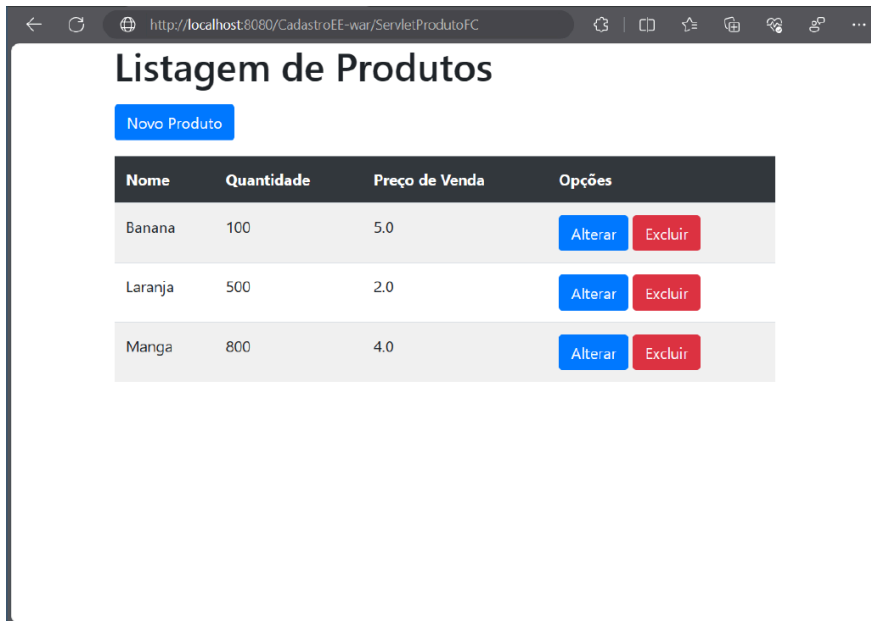 http://localhost:8080/CadastroEE-war/ServletProdutoFC
Listagem de Produtos
Novo Produto
Nome Quantidade Preço de Venda Opções
Banana 100 5.0 Alterar Excluir
Laranja 500 2.0 Alterar Excluir
Manga 800 4.0 Alterar Excluir